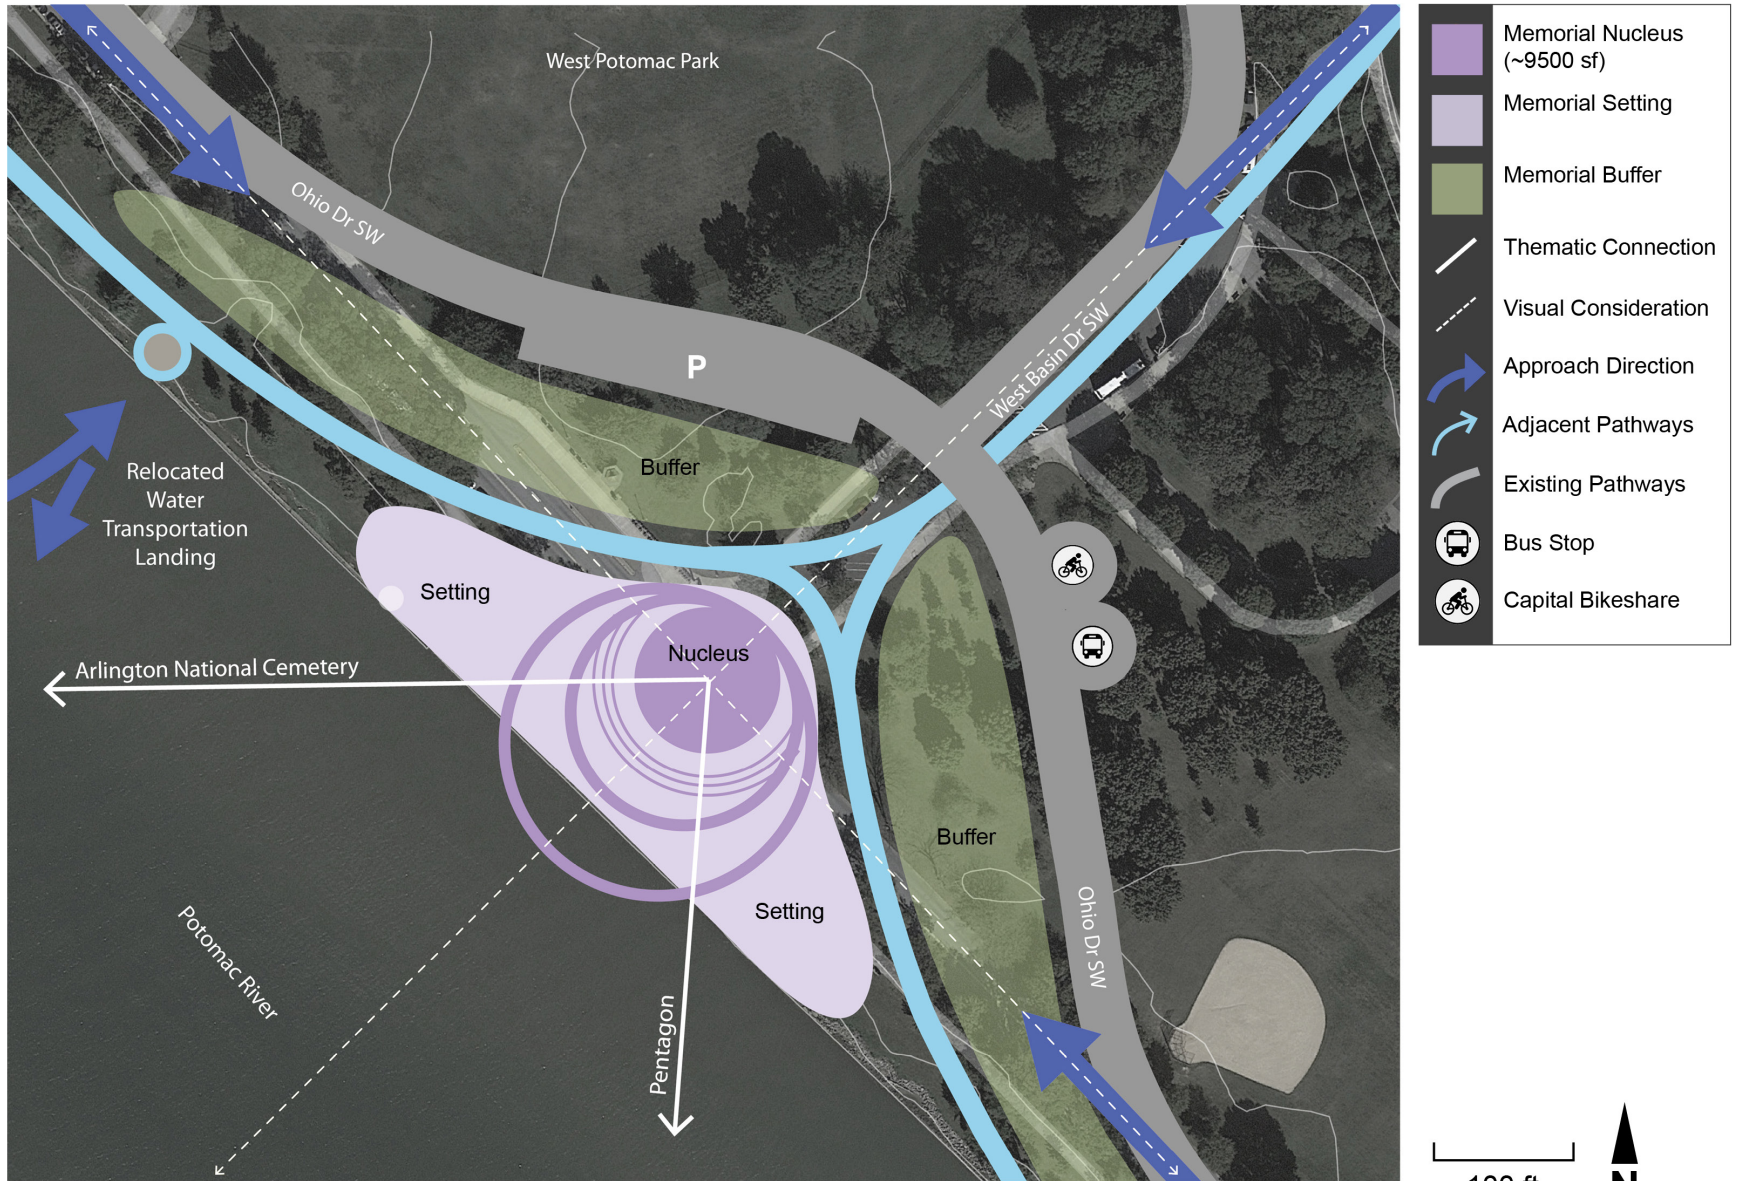 West Potomac Park
Ohio Dr SW
P
West Basin Dr SW
Buffer
Relocated
Water
Transportation
Landing
Setting
Nucleus
Arlington National Cemetery
Buffer
Setting
Ohio Dr SW
Potomac River
Pentagon
Memorial Nucleus
(~9500 sf)
Memorial Setting
Memorial Buffer
Thematic Connection
Visual Consideration
Approach Direction
Adjacent Pathways
Existing Pathways
Bus Stop
Capital Bikeshare
100 ft
N